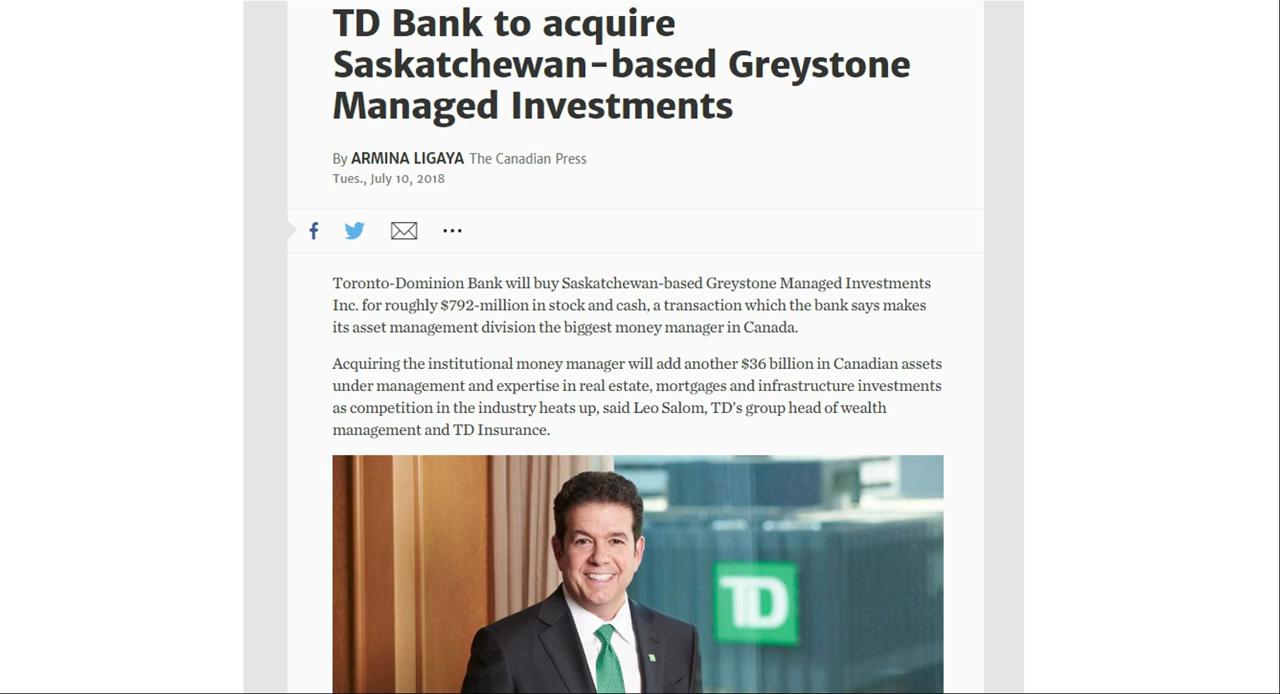 TD Bank to acquire
Saskatchewan-based Greystone
Managed Investments
By ARMINA LIGAYA The Canadian Press
Tues., July 10, 2018
Toronto-Dominion Bank will buy Saskatchewan-based Greystone Managed Investments
Inc. for roughly $792-million in stock and cash, a transaction which the bank says makes
its asset management division the biggest money manager in Canada.
Acquiring the institutional money manager will add another $36 billion in Canadian assets
under management and expertise in real estate, mortgages and infrastructure investments
as competition in the industry heats up, said Leo Salom, TD’s group head of wealth
management and TD Insurance.
TD